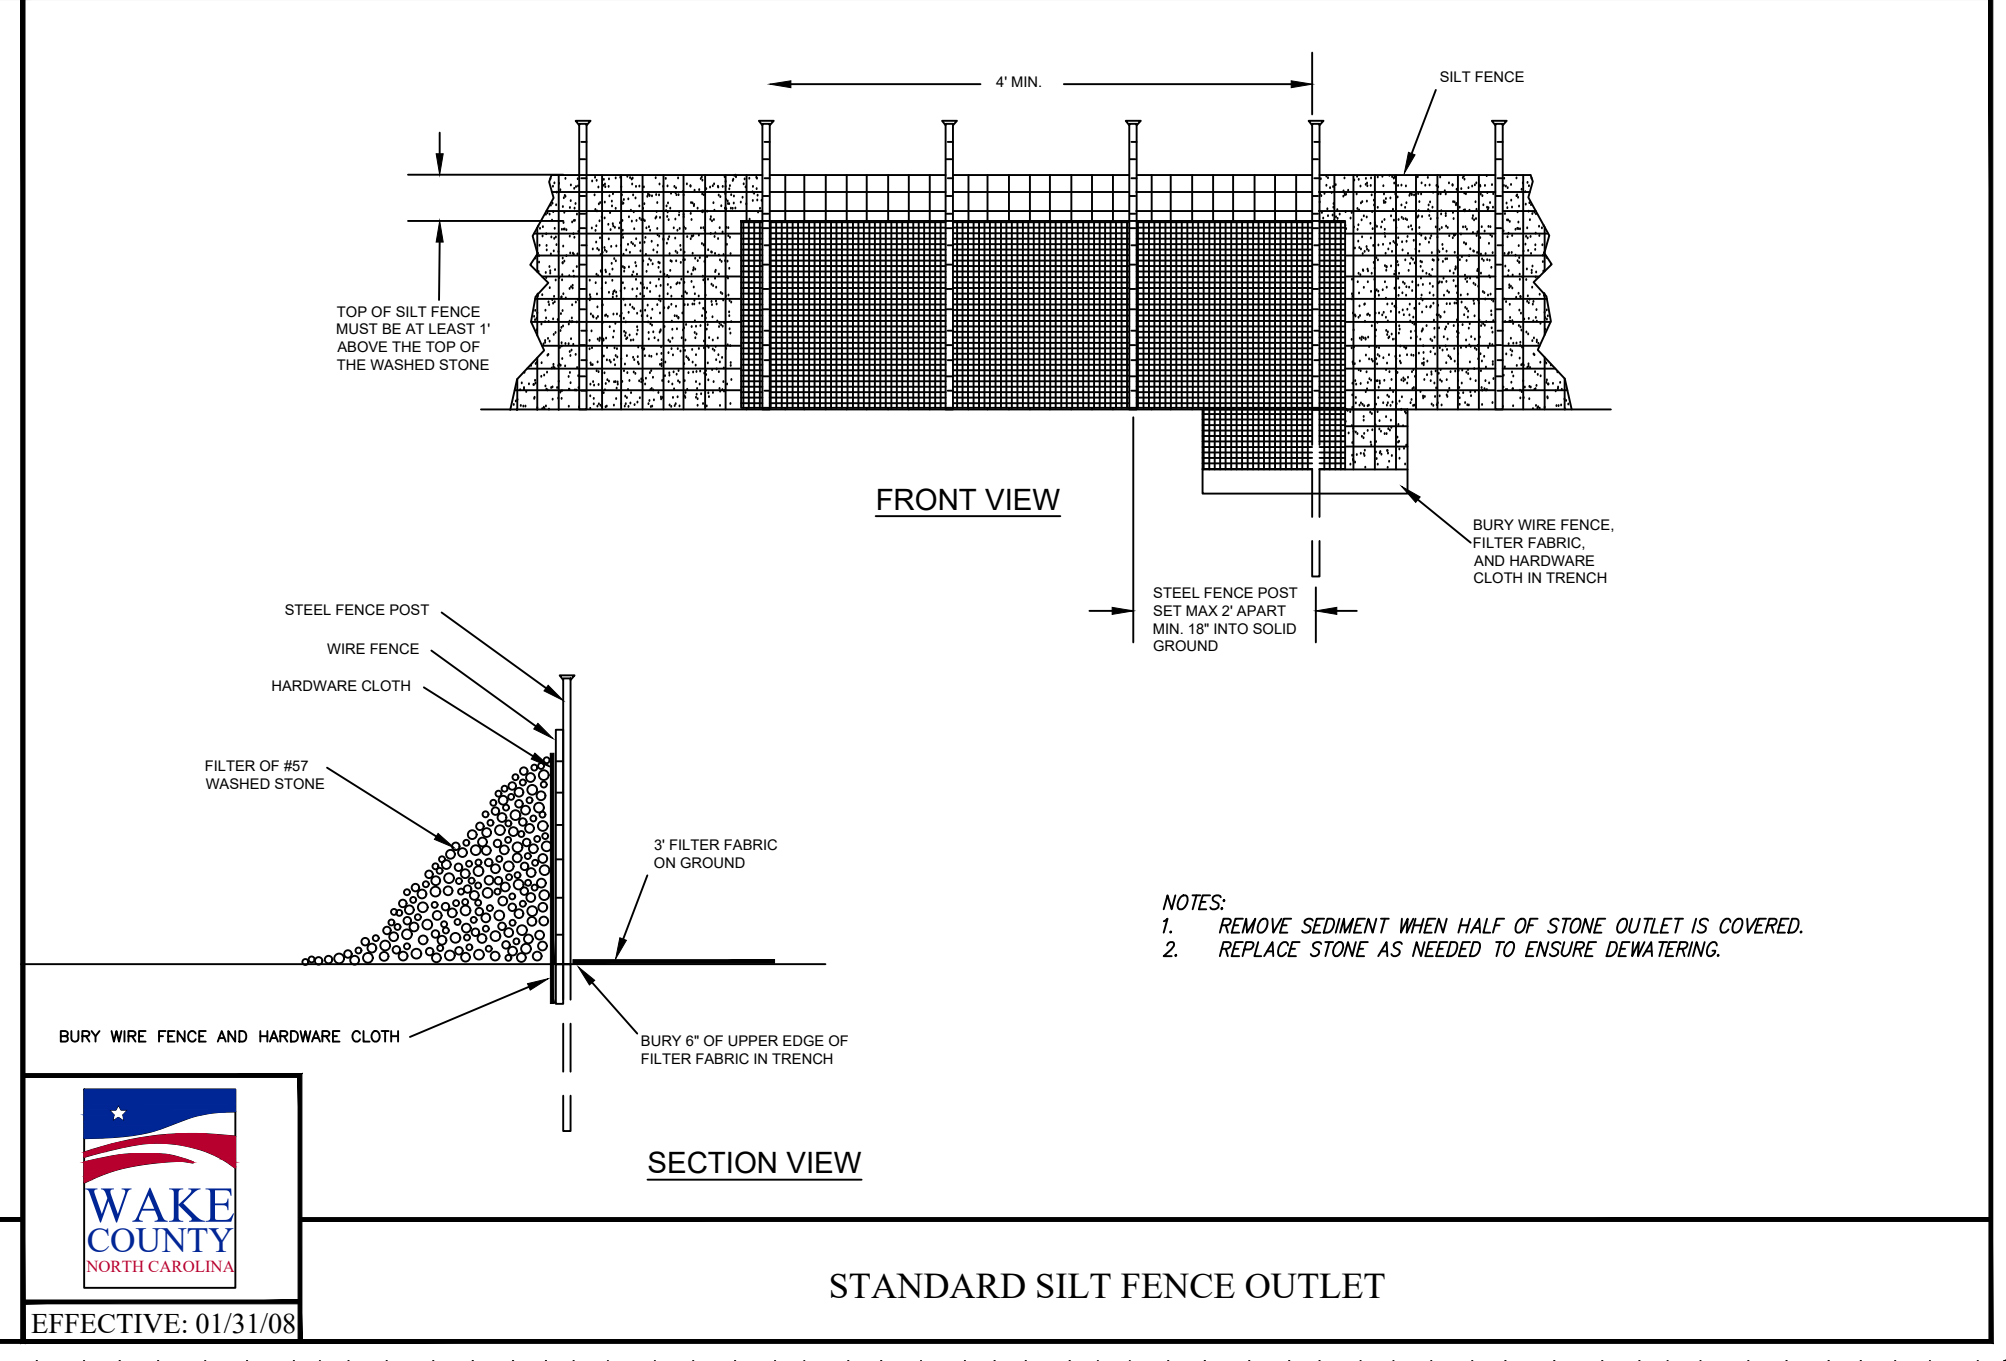 4' MIN.
SILT FENCE
TOP OF SILT FENCE
MUST BE AT LEAST 1'
ABOVE THE TOP OF
THE WASHED STONE
FRONT VIEW
BURY WIRE FENCE,
FILTER FABRIC,
AND HARDWARE
CLOTH IN TRENCH
STEEL FENCE POST
SET MAX 2' APART
MIN. 18" INTO SOLID
GROUND
STEEL FENCE POST
WIRE FENCE
HARDWARE CLOTH
FILTER OF #57
WASHED STONE
3' FILTER FABRIC
ON GROUND
NOTES:
1. REMOVE SEDIMENT WHEN HALF OF STONE OUTLET IS COVERED.
2. REPLACE STONE AS NEEDED TO ENSURE DEWATERING.
BURY WIRE FENCE AND HARDWARE CLOTH
BURY 6" OF UPPER EDGE OF
FILTER FABRIC IN TRENCH
SECTION VIEW
WAKE
COUNTY
NORTH CAROLINA
STANDARD SILT FENCE OUTLET
EFFECTIVE: 01/31/08